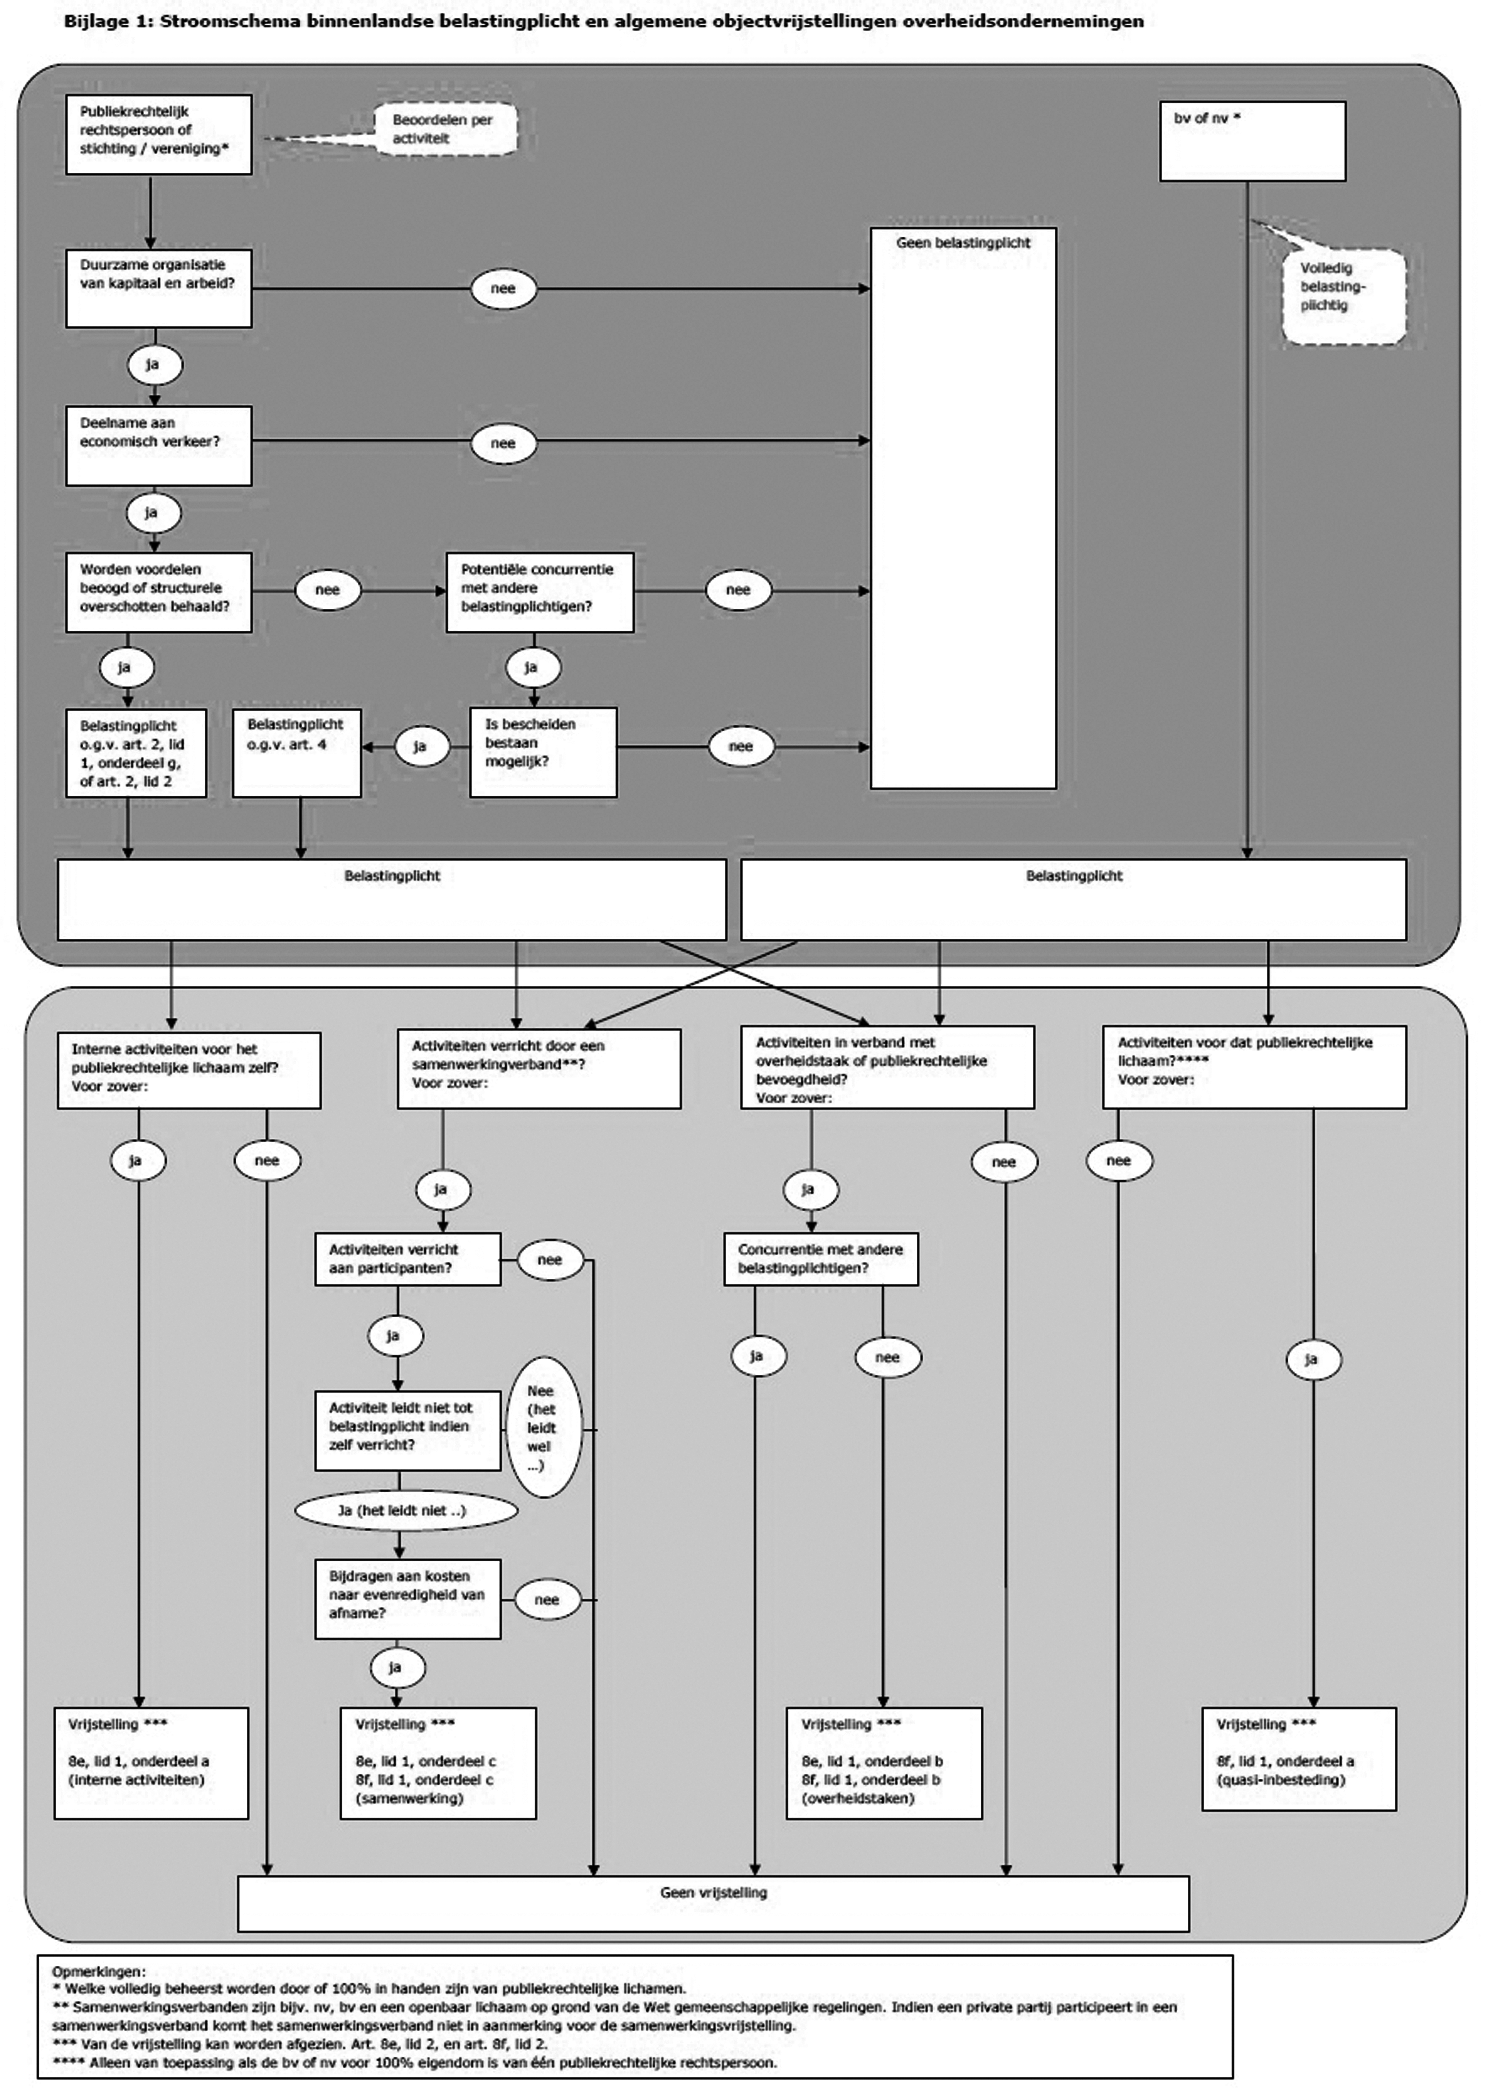 Bijlage 1: Stroomschema binnenlandse belastingplicht en algemene objectvrijstellingen overheidsondernemingen
Publiekrechtelijk
rechtspersoon of
stichting / vereniging*
Beoordelen per
activiteit
bv of nv *
Volledig
belasting-
plichtig
Geen belastingplicht
Duurzame organisatie
van kapitaal en arbeid?
nee
ja
Deelname aan
economisch verkeer?
nee
ja
Worden voordelen
beoogd of structurele
overschotten behaald?
nee
Potentiële concurrentie
met andere
belastingplichtigen?
nee
ja
ja
Belastingplicht
o.g.v. art. 2, lid
1, onderdeel g,
of art. 2, lid 2
Belastingplicht
o.g.v. art. 4
ja
Is bescheiden
bestaan
mogelijk?
nee
Belastingplicht
Belastingplicht
Interne activiteiten voor het
publiekrechtelijke lichaam zelf?
Voor zover:
Activiteiten verricht door een
samenwerkingverband**?
Voor zover:
Activiteiten in verband met
overheidstaak of publiekrechtelijke
bevoegdheid?
Voor zover:
Activiteiten voor dat publiekrechtelijke
lichaam?****
Voor zover:
ja
nee
ja
ja
nee
nee
Activiteiten verricht
aan participanten?
nee
Concurrentie met andere
belastingplichtigen?
ja
ja
nee
ja
Activiteit leidt niet tot
belastingplicht indien
zelf verricht?
Nee
(het
leidt
wel
...)
Ja (het leidt niet ..)
Bijdragen aan kosten
naar evenredigheid van
afname?
nee
ja
Vrijstelling ***
8e, lid 1, onderdeel a
(interne activiteiten)
Vrijstelling ***
8e, lid 1, onderdeel c
8f, lid 1, onderdeel c
(samenwerking)
Vrijstelling ***
8e, lid 1, onderdeel b
8f, lid 1, onderdeel b
(overheidstaken)
Vrijstelling ***
8f, lid 1, onderdeel a
(quasi-inbesteding)
Geen vrijstelling
Opmerkingen:
* Welke volledig beheerst worden door of 100% in handen zijn van publiekrechtelijke lichamen.
** Samenwerkingsverbanden zijn bijv. nv, bv en een openbaar lichaam op grond van de Wet gemeenschappelijke regelingen. Indien een private partij participeert in een
samenwerkingsverband komt het samenwerkingsverband niet in aanmerking voor de samenwerkingsvrijstelling.
*** Van de vrijstelling kan worden afgezien. Art. 8e, lid 2, en art. 8f, lid 2.
**** Alleen van toepassing als de bv of nv voor 100% eigendom is van één publiekrechtelijke rechtspersoon.